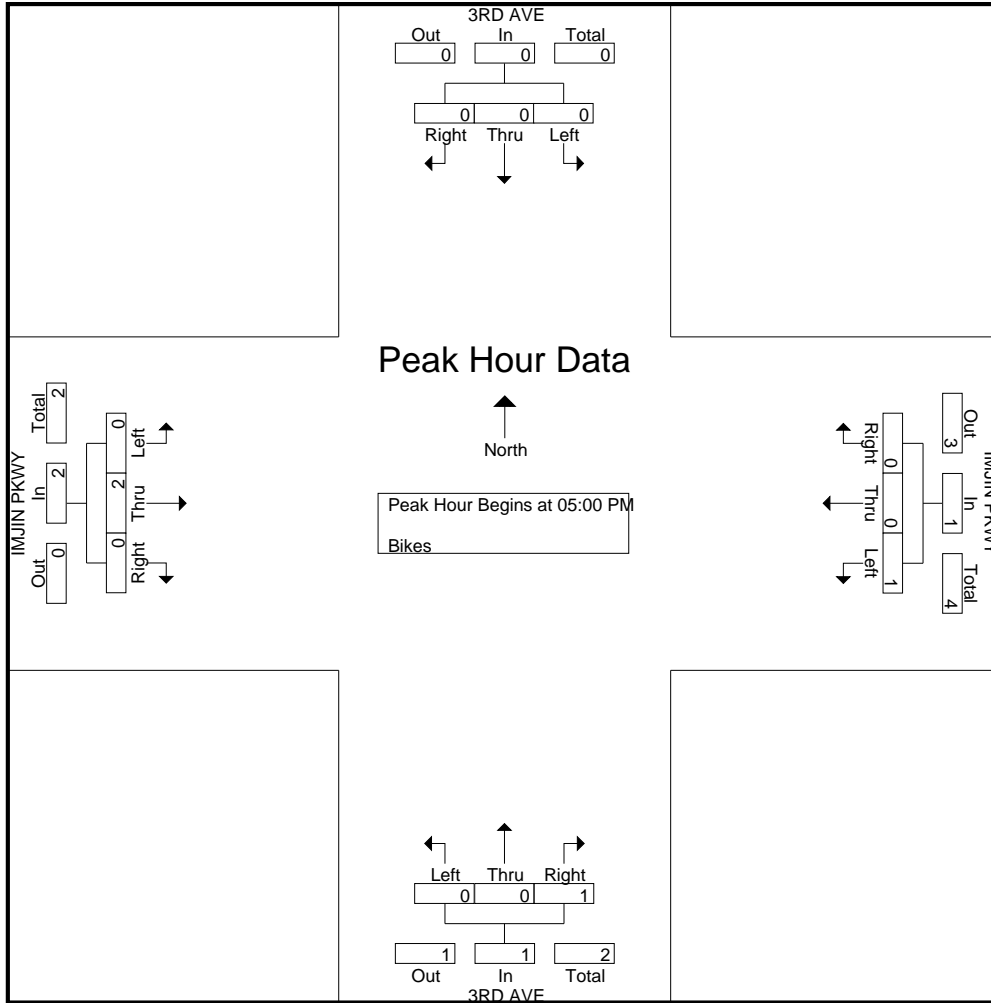 3RD AVE
Out In Total
0 0 0
0 0 0
Right Thru Left
Peak Hour Data
North
Peak Hour Begins at 05:00 PM
Bikes
IMJIN PKWY
Out In Total
0 2 2
Left Thru Right
0 2 0
IMJIN PKWY
Out In Total
3 1 4
Right Thru Left
0 0 1
Left Thru Right
0 0 1
1 1 2
Out In Total
3RD AVE